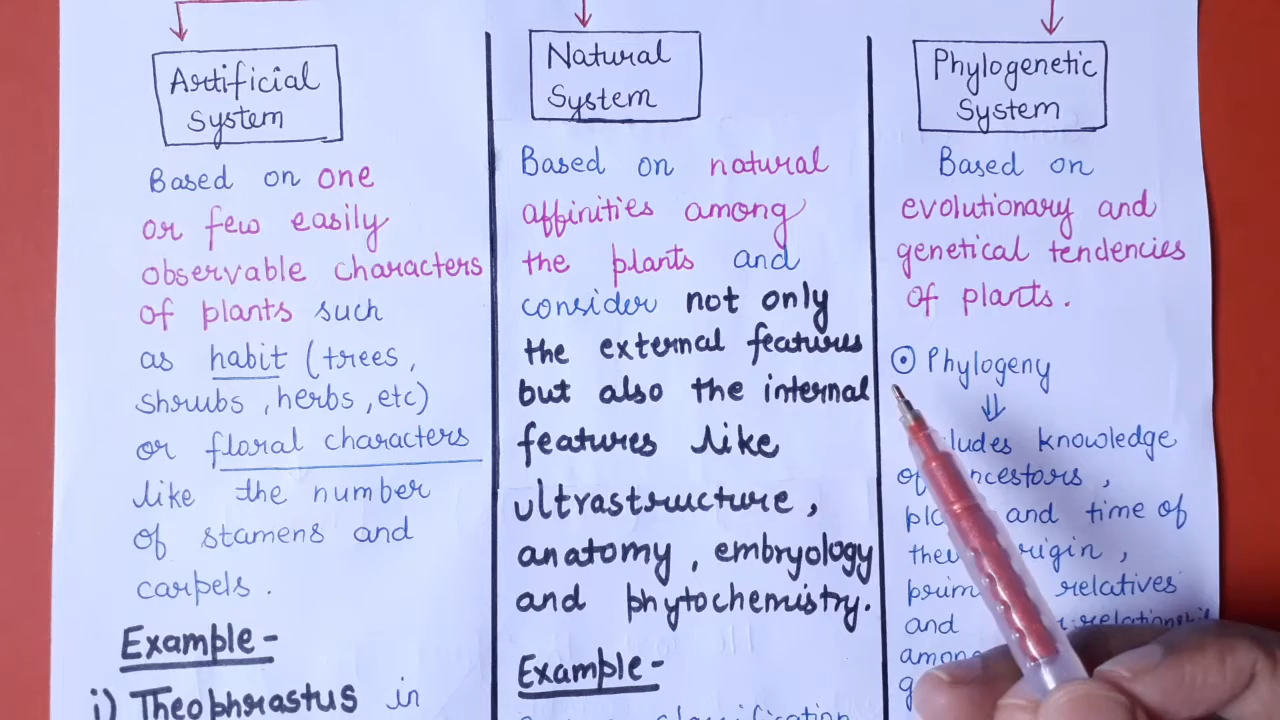 Artificial
System
Based on one
or few easily
observable characters
of plants such
as habit (trees,
shrubs, herbs, etc)
or floral characters
like the number
of stamens and
carpels.
Example-
i) Theophrastus in
Natural
System
Based on natural
affinities among
the plants and
consider not only
the external features
but also the internal
features like
ultrastructure,
anatomy, embryology
and phytochemistry.
Example-
classification
Phylogenetic
System
Based on
evolutionary and
genetical tendencies
of plants.
Phylogeny
knowledge
of
and time of
relatives
and